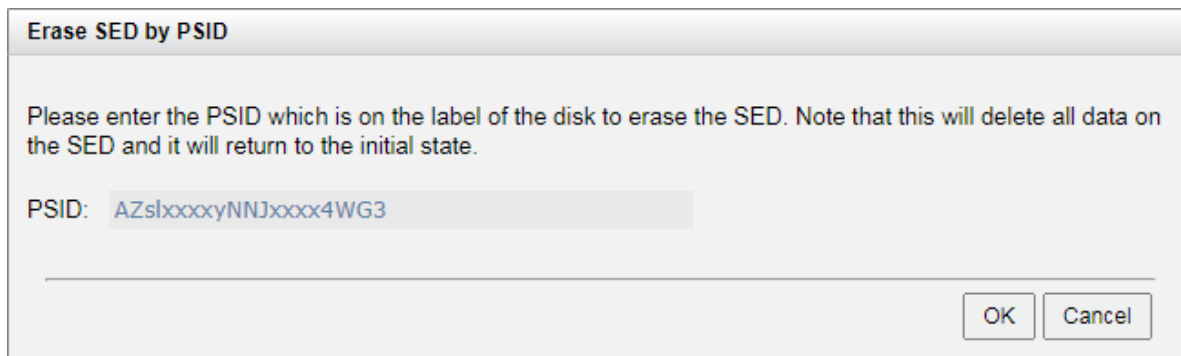 Erase SED by PSID
Please enter the PSID which is on the label of the disk to erase the SED. Note that this will delete all data on
the SED and it will return to the initial state.
PSID: AZslxxxxyNNJxxxx4WG3
OK Cancel